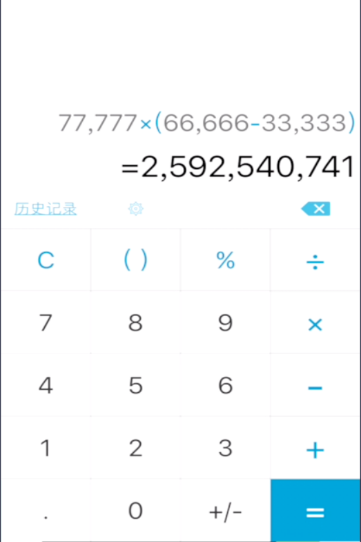 77,777×(66,666-33,333)
=2,592,540,741
历史记录
C ( ) % ÷
7 8 9 ×
4 5 6 −
1 2 3 +
. 0 +/- =